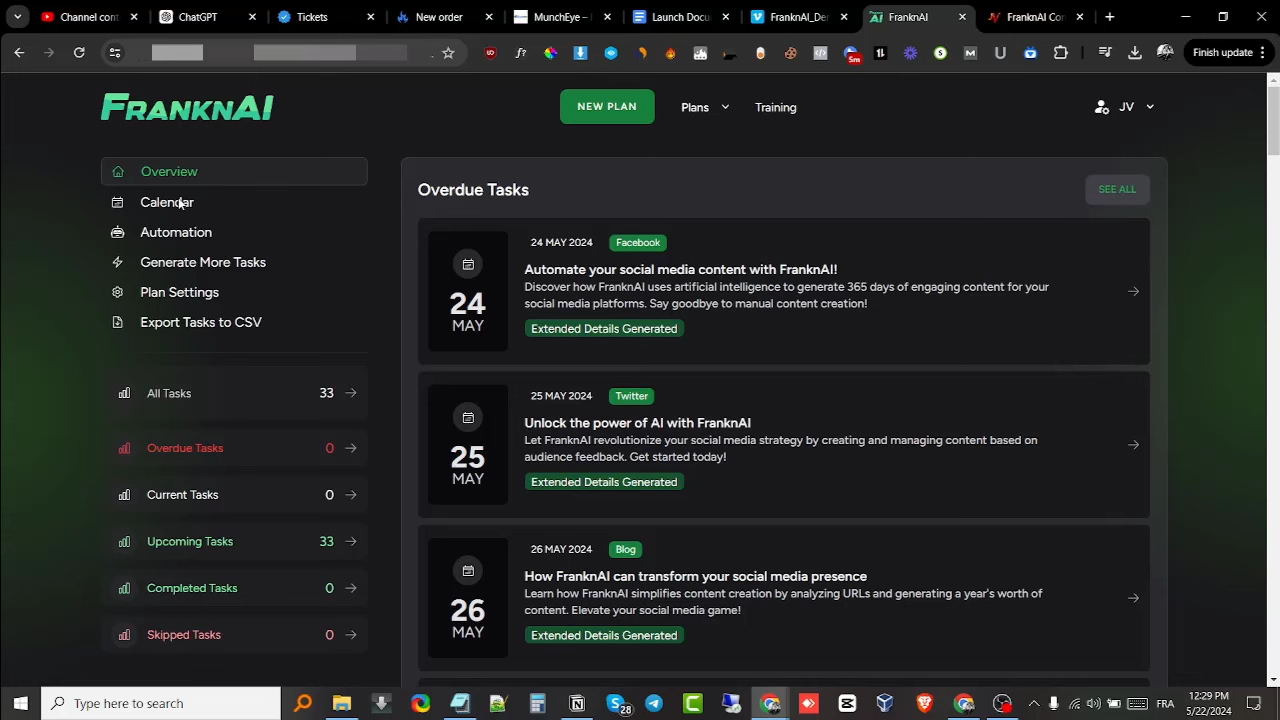 Channel cont
ChatGPT
Tickets
New order
MunchEye –
Launch Docu
FranknAI_De
FranknAI
FranknAI Co
Finish update
5m
FRANKNAI
NEW PLAN
Plans
Training
JV
Overview
Calendar
Automation
Generate More Tasks
Plan Settings
Export Tasks to CSV
All Tasks 33
Overdue Tasks 0
Current Tasks 0
Upcoming Tasks 33
Completed Tasks 0
Skipped Tasks 0
Overdue Tasks
SEE ALL
24 MAY
24 MAY 2024 Facebook
Automate your social media content with FranknAI!
Discover how FranknAI uses artificial intelligence to generate 365 days of engaging content for your
social media platforms. Say goodbye to manual content creation!
Extended Details Generated
25 MAY
25 MAY 2024 Twitter
Unlock the power of AI with FranknAI
Let FranknAI revolutionize your social media strategy by creating and managing content based on
audience feedback. Get started today!
Extended Details Generated
26 MAY
26 MAY 2024 Blog
How FranknAI can transform your social media presence
Learn how FranknAI simplifies content creation by analyzing URLs and generating a year's worth of
content. Elevate your social media game!
Extended Details Generated
Type here to search
28
FRA
12:29 PM
5/22/2024